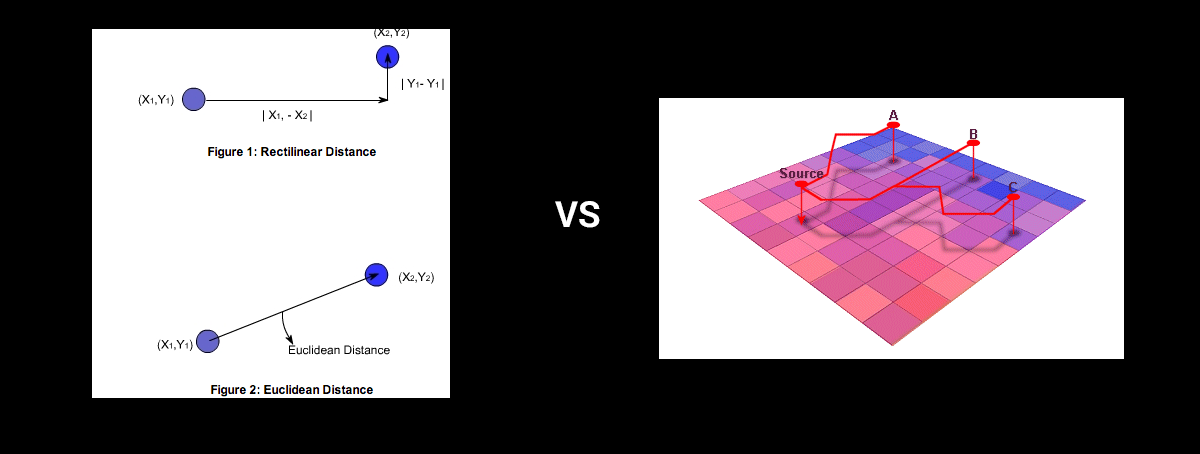 (X2,Y2)
(X1,Y1)
| Y1- Y1 |
| X1, - X2 |
Figure 1: Rectilinear Distance
(X2,Y2)
(X1,Y1)
Euclidean Distance
Figure 2: Euclidean Distance
VS
A
B
Source
C